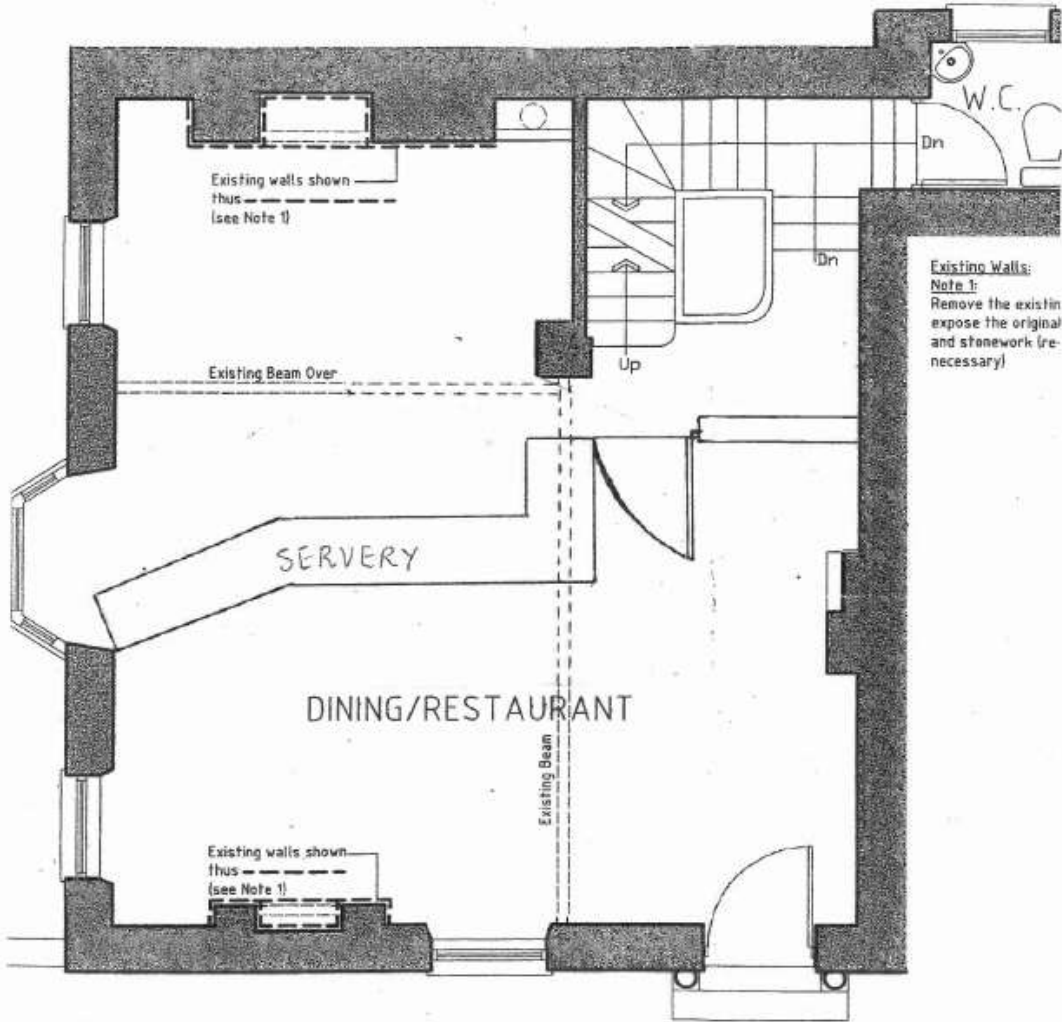 W.C.
Dn
Existing walls shown
thus
(see Note 1)
Dn
Existing Walls:
Note 1:
Remove the existin
expose the original
and stonework (re-
necessary)
Up
Existing Beam Over
SERVERY
DINING/RESTAURANT
Existing Beam
Existing walls shown
thus
(see Note 1)